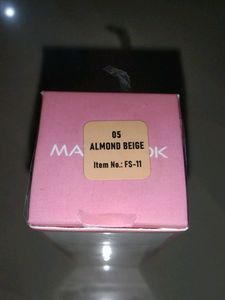 05
ALMOND BEIGE
Item No.: FS-11